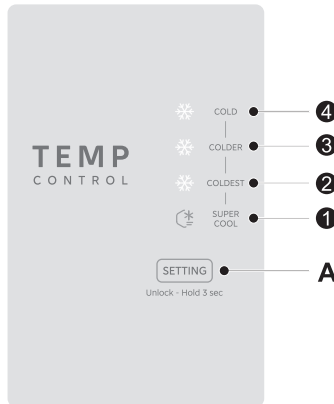 COLD 4
TEMP
CONTROL
COLDER 3
COLDEST 2
SUPER
COOL 1
SETTING A
Unlock - Hold 3 sec